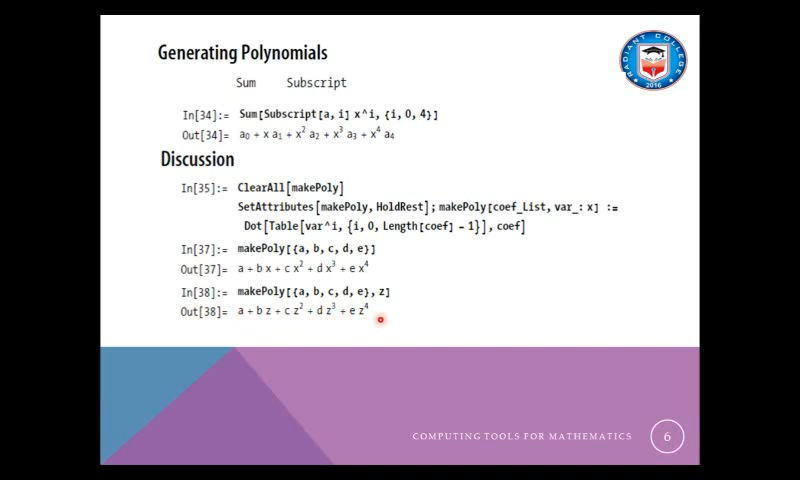 Generating Polynomials
RADIANT COLLEGE
2016
Sum Subscript
In[34]:= Sum[Subscript[a, i] x^i, {i, 0, 4}]
Out[34]= a₀ + x a₁ + x² a₂ + x³ a₃ + x⁴ a₄
Discussion
In[35]:= ClearAll[makePoly]
SetAttributes[makePoly, HoldRest]; makePoly[coef_List, var_: x] :=
Dot[Table[var^i, {i, 0, Length[coef] - 1}], coef]
In[37]:= makePoly[{a, b, c, d, e}]
Out[37]= a + b x + c x² + d x³ + e x⁴
In[38]:= makePoly[{a, b, c, d, e}, z]
Out[38]= a + b z + c z² + d z³ + e z⁴
COMPUTING TOOLS FOR MATHEMATICS 6